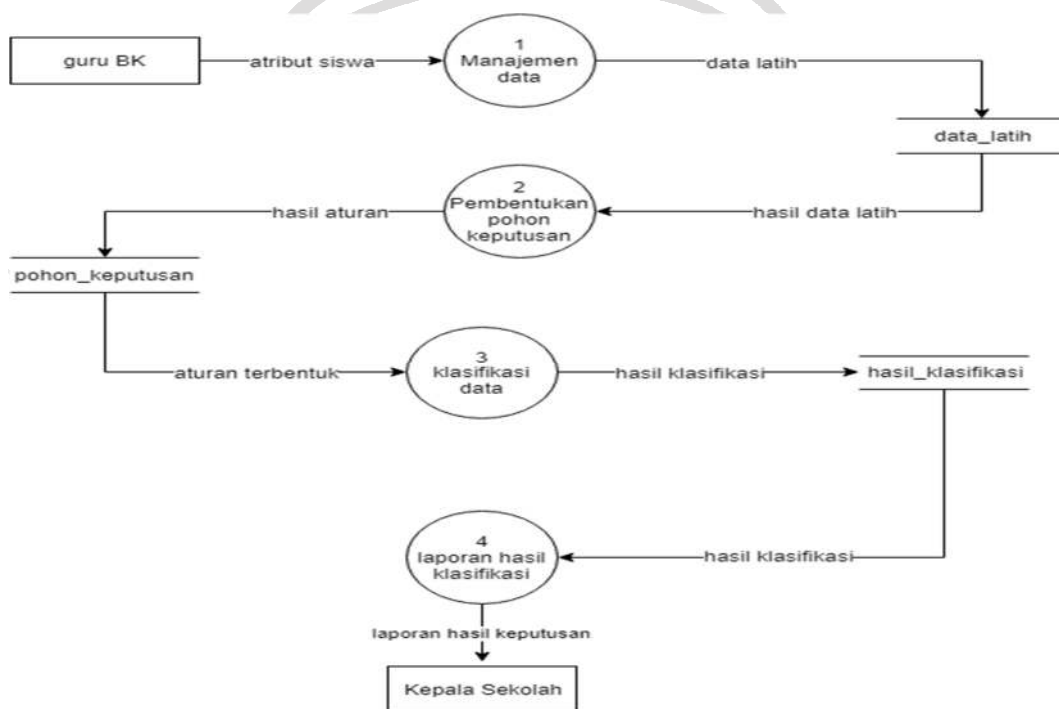 guru BK
atribut siswa
1
Manajemen
data
data latih
data_latih
hasil data latih
2
Pembentukan
pohon
keputusan
hasil aturan
pohon_keputusan
aturan terbentuk
3
klasifikasi
data
hasil klasifikasi
hasil_klasifikasi
hasil klasifikasi
4
laporan hasil
klasifikasi
laporan hasil keputusan
Kepala Sekolah